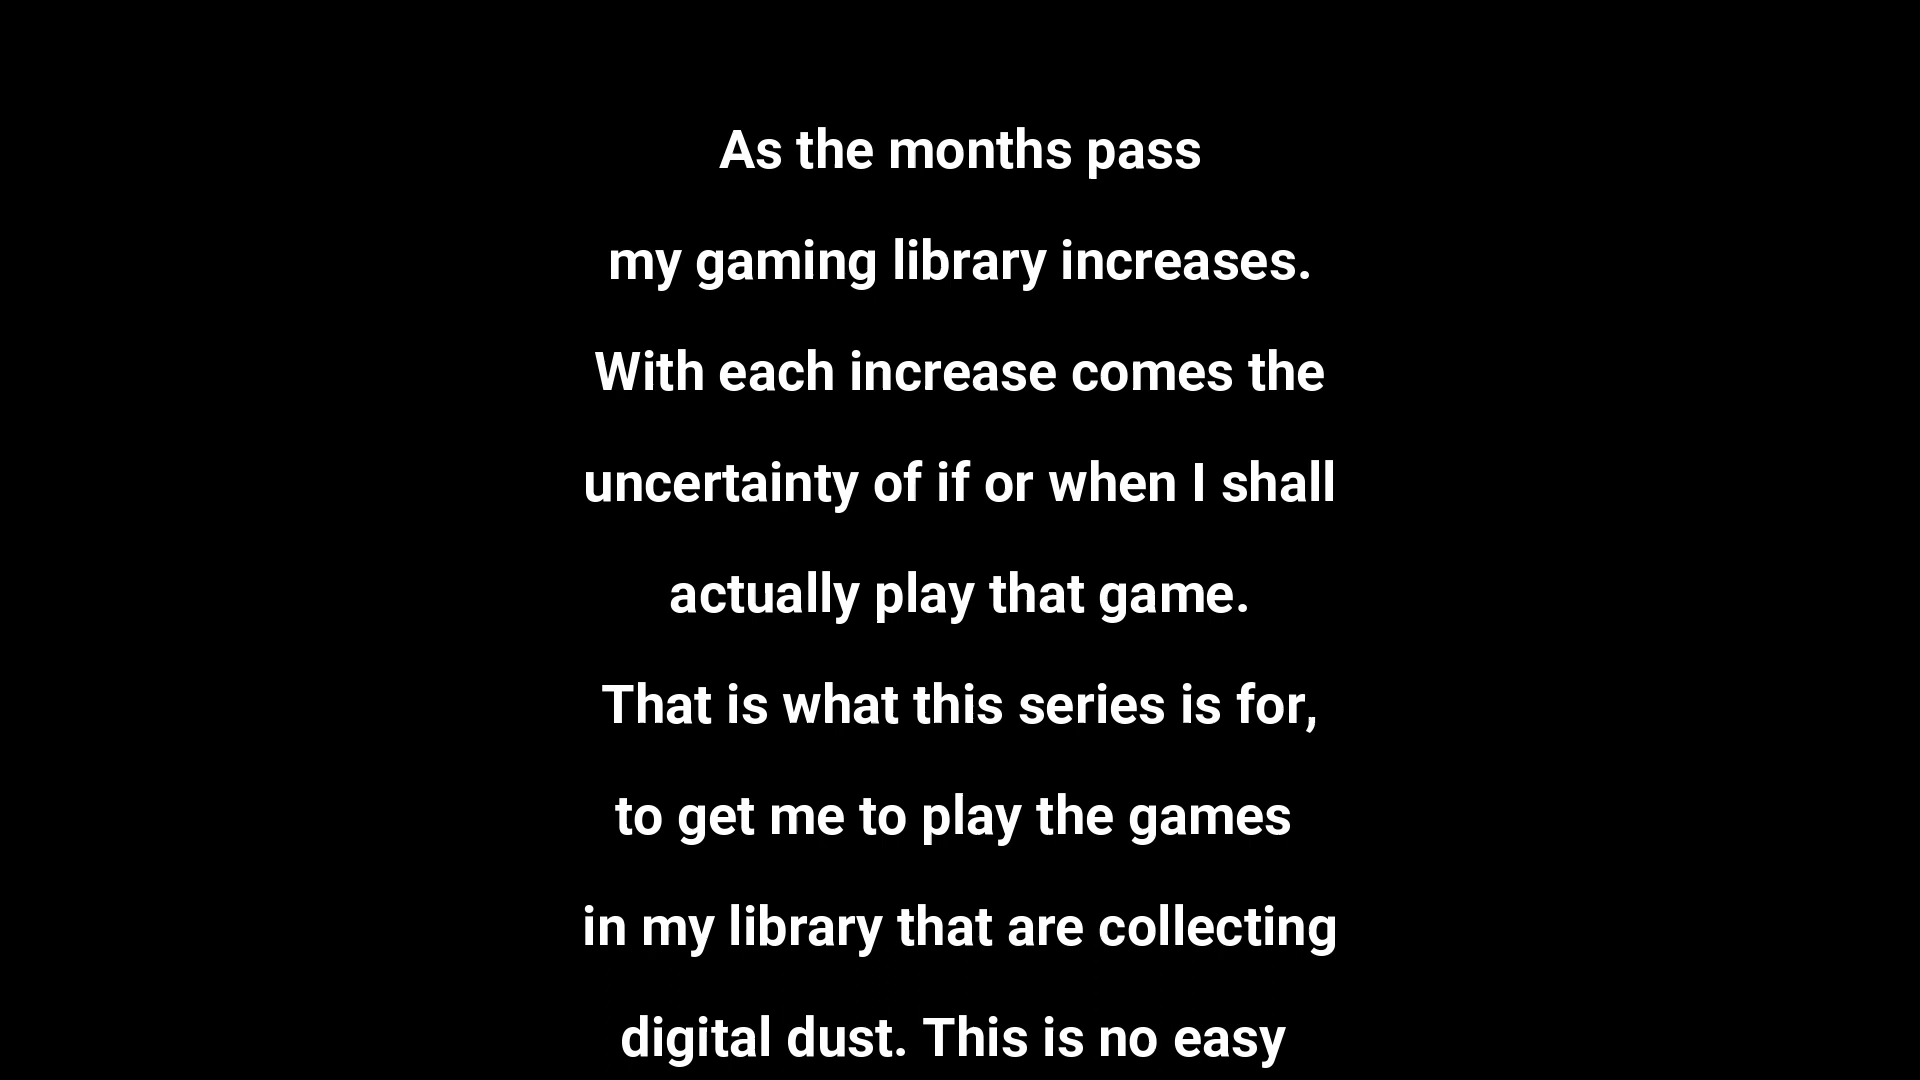 As the months pass
my gaming library increases.
With each increase comes the
uncertainty of if or when I shall
actually play that game.
That is what this series is for,
to get me to play the games
in my library that are collecting
digital dust. This is no easy